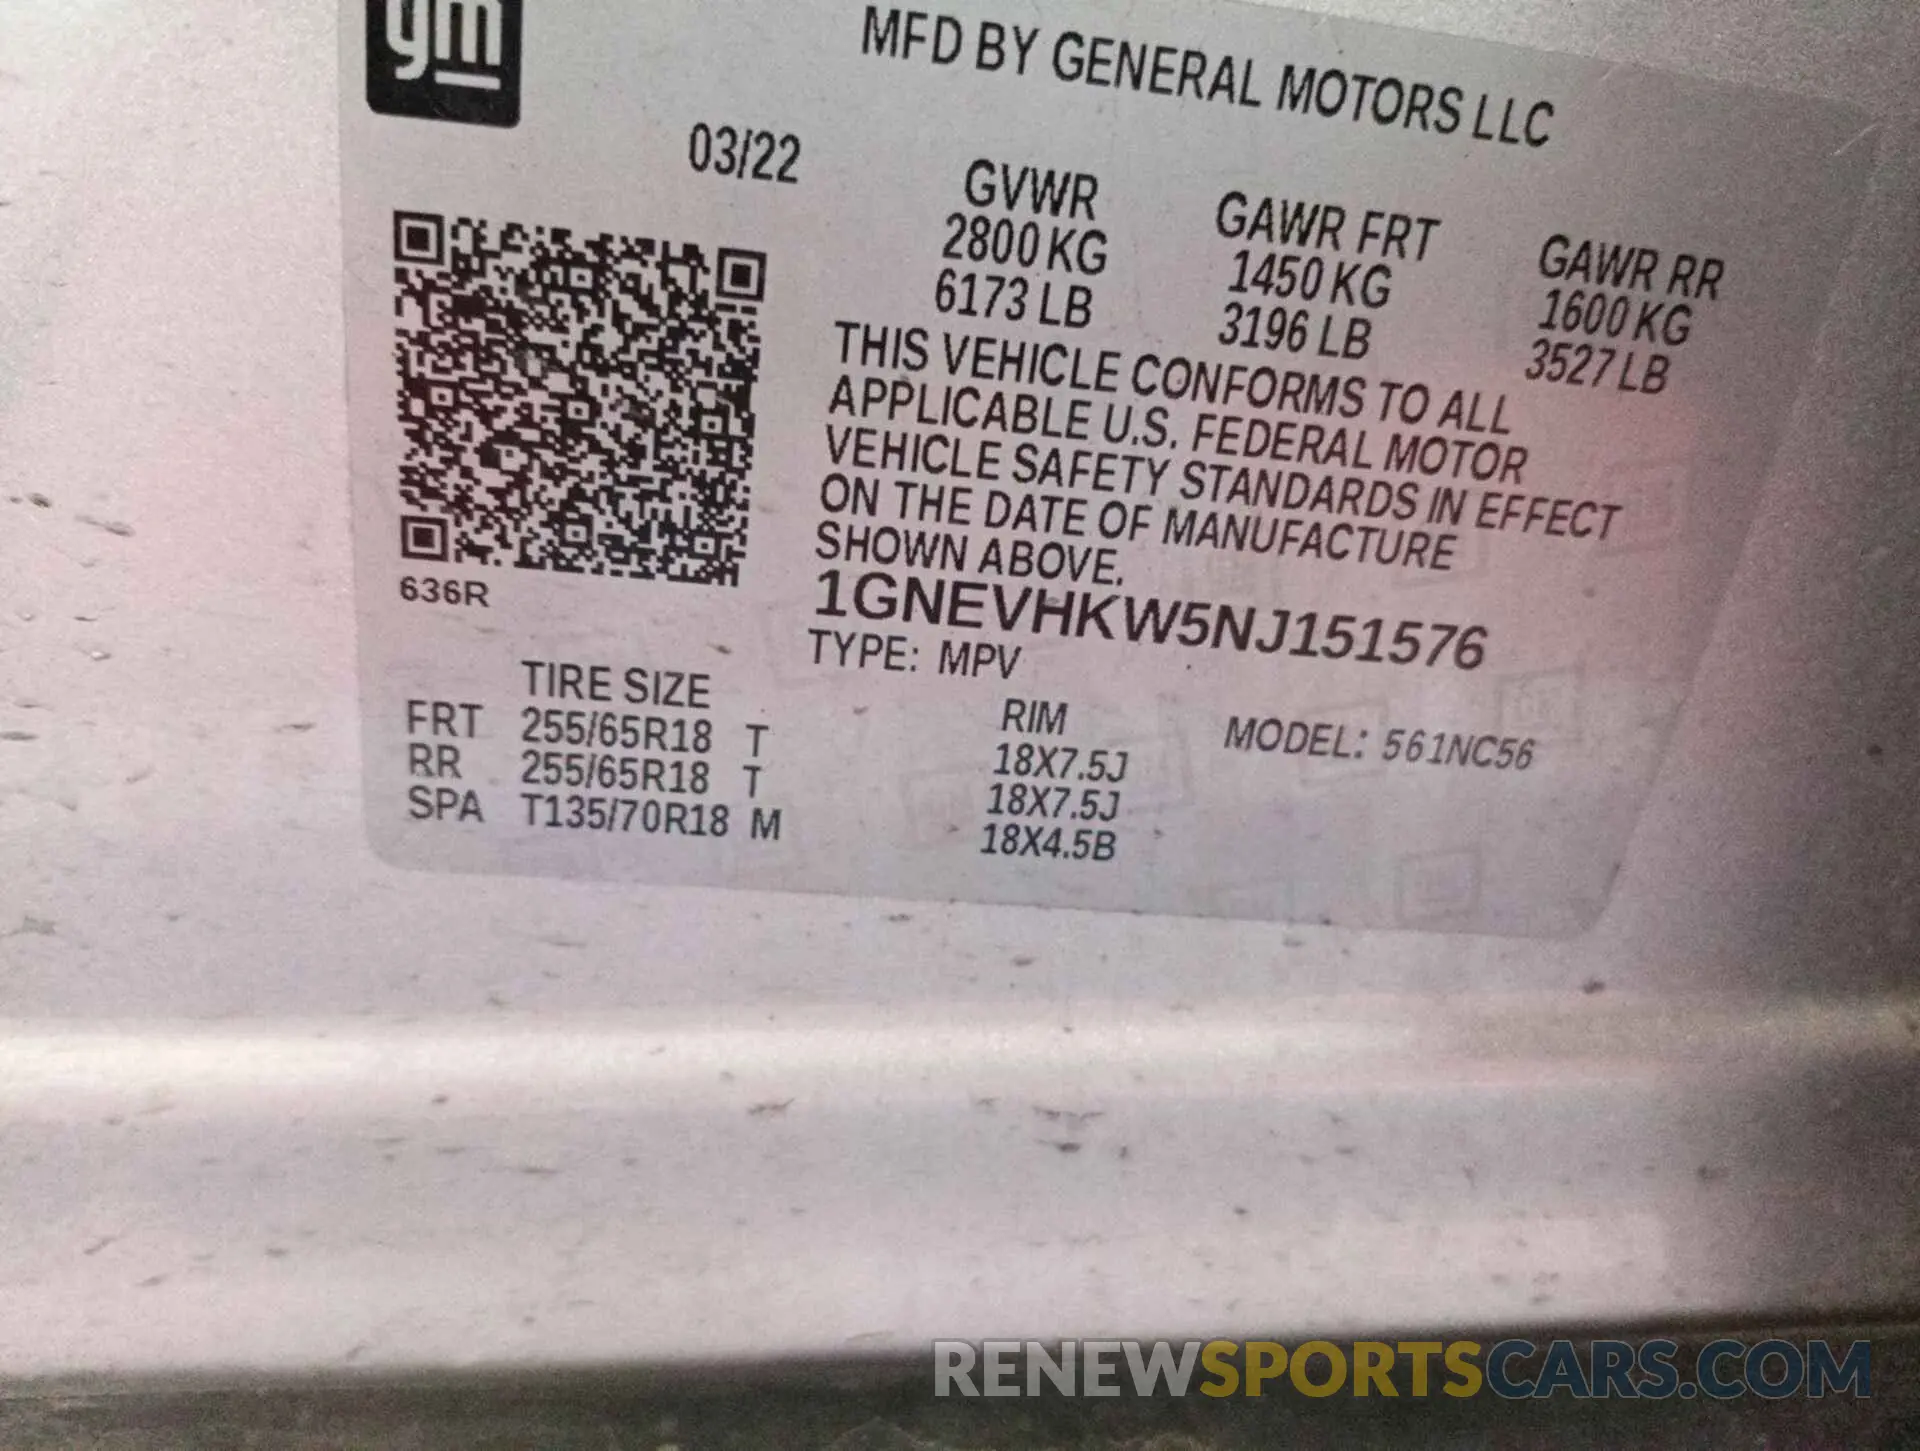 gm
MFD BY GENERAL MOTORS LLC
03/22
GVWR GAWR FRT GAWR RR
2800 KG 1450 KG 1600 KG
6173 LB 3196 LB 3527 LB
THIS VEHICLE CONFORMS TO ALL
APPLICABLE U.S. FEDERAL MOTOR
VEHICLE SAFETY STANDARDS IN EFFECT
ON THE DATE OF MANUFACTURE
SHOWN ABOVE.
636R
1GNEVHKW5NJ151576
TYPE: MPV
TIRE SIZE RIM MODEL: 561NC56
FRT 255/65R18 T 18X7.5J
RR 255/65R18 T 18X7.5J
SPA T135/70R18 M 18X4.5B
RENEWSPORTSCARS.COM